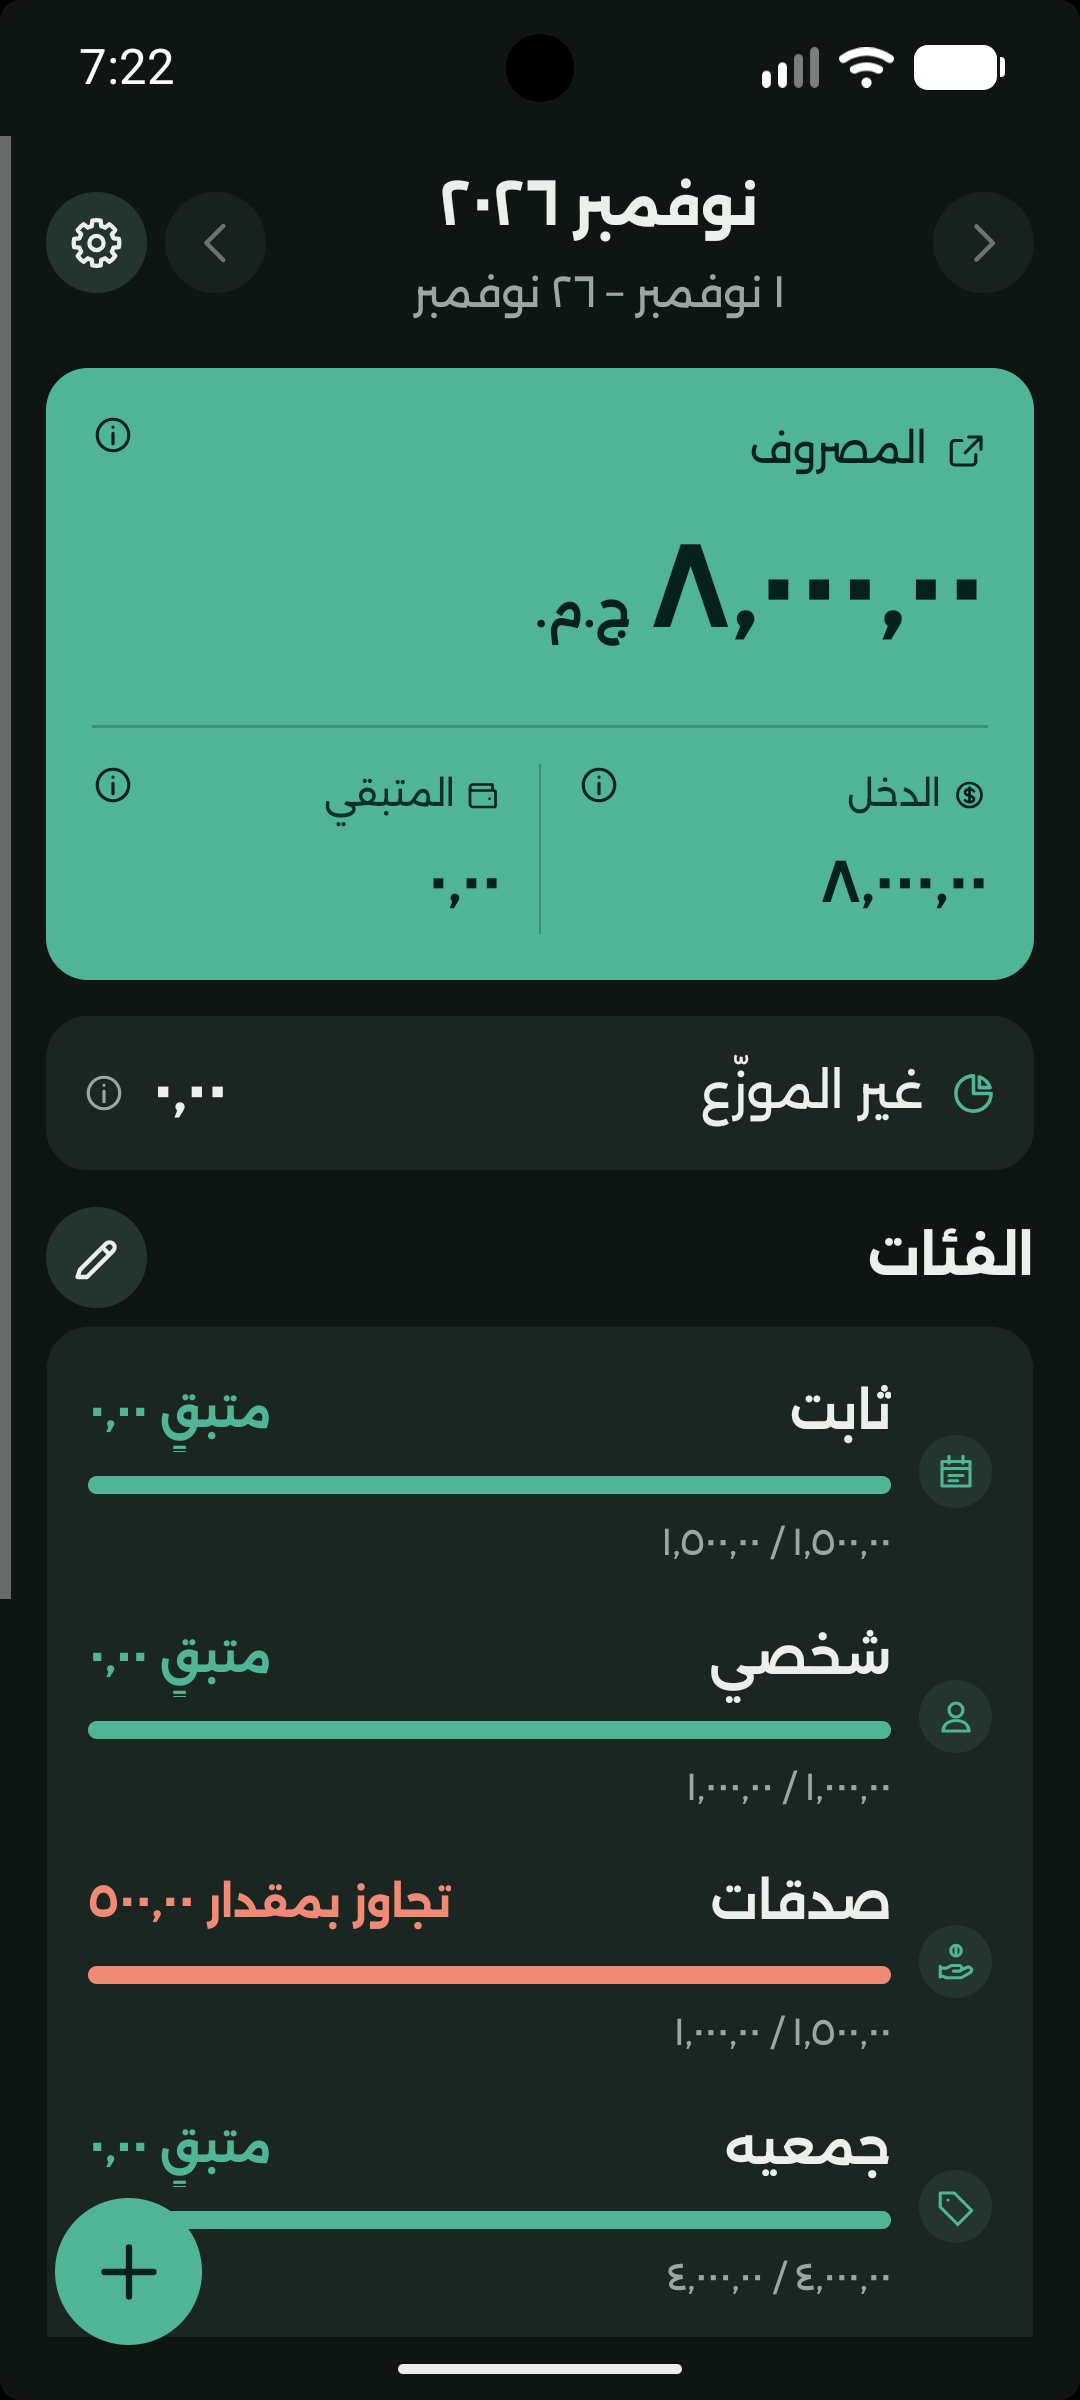 7:22
نوفمبر ٢٠٢٦
١ نوفمبر – ٢٦ نوفمبر
المصروف
٨,٠٠٠,٠٠ ج.م.
الدخل
٨,٠٠٠,٠٠
المتبقي
٠,٠٠
غير الموزّع
٠,٠٠
الفئات
ثابت
متبقٍ ٠,٠٠
١,٥٠٠,٠٠ / ١,٥٠٠,٠٠
شخصي
متبقٍ ٠,٠٠
١,٠٠٠,٠٠ / ١,٠٠٠,٠٠
صدقات
تجاوز بمقدار ٥٠٠,٠٠
١,٥٠٠,٠٠ / ١,٠٠٠,٠٠
جمعيه
متبقٍ ٠,٠٠
٤,٠٠٠,٠٠ / ٤,٠٠٠,٠٠